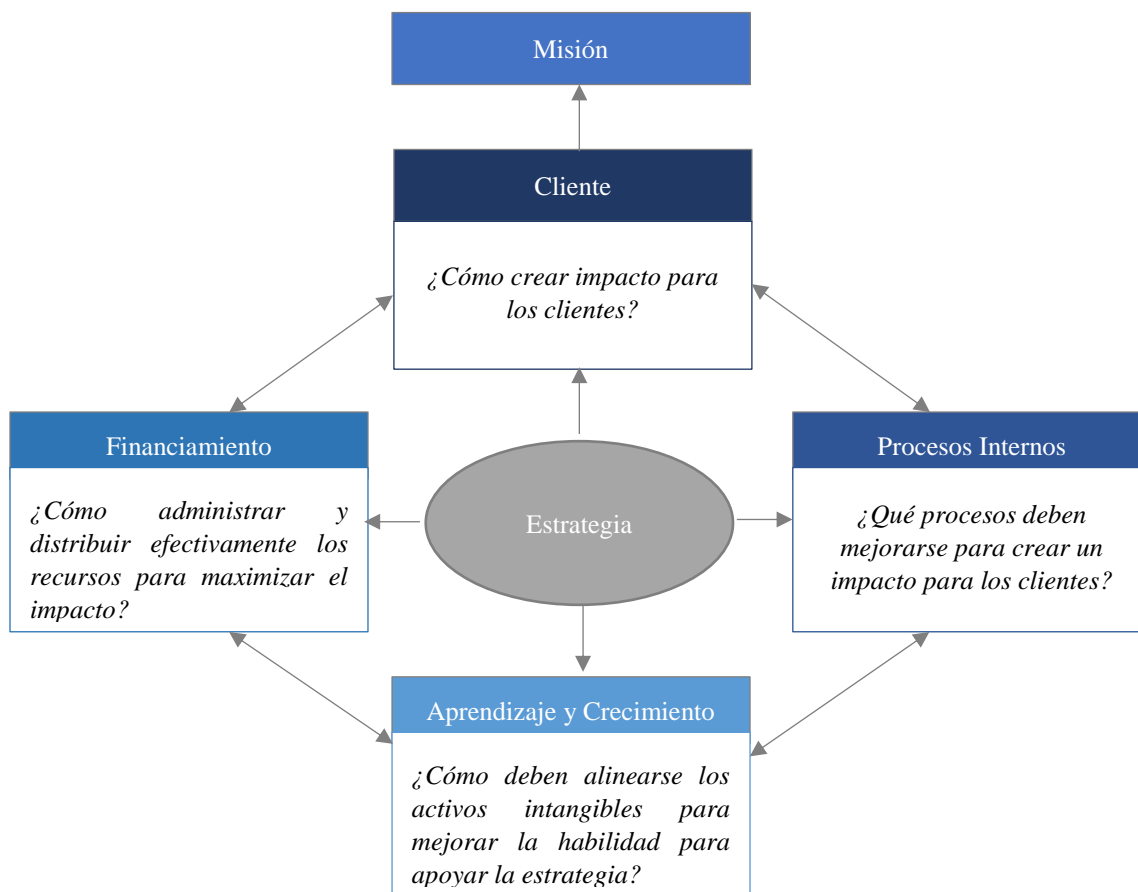 Misión
Cliente
¿Cómo crear impacto para
los clientes?
Financiamiento
¿Cómo administrar y
distribuir efectivamente los
recursos para maximizar el
impacto?
Estrategia
Procesos Internos
¿Qué procesos deben
mejorarse para crear un
impacto para los clientes?
Aprendizaje y Crecimiento
¿Cómo deben alinearse los
activos intangibles para
mejorar la habilidad para
apoyar la estrategia?